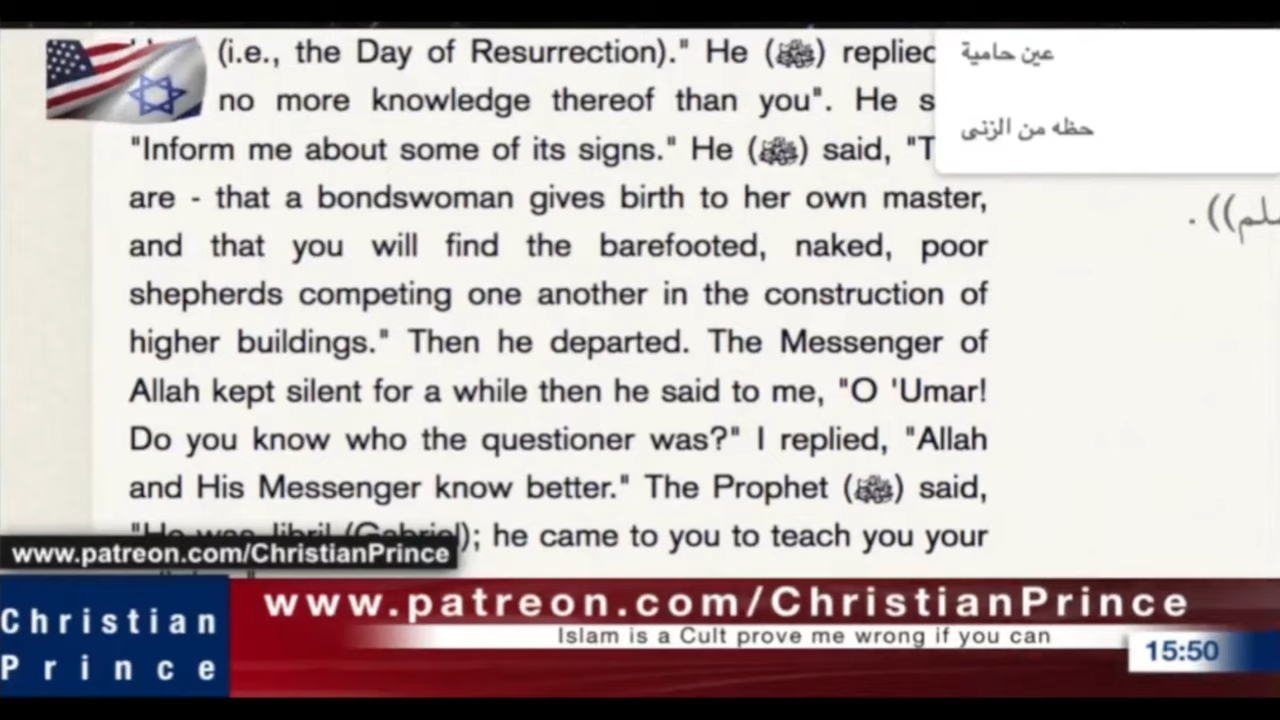 (i.e., the Day of Resurrection)." He (ﷺ) replied
no more knowledge thereof than you". He s
"Inform me about some of its signs." He (ﷺ) said, "T
are - that a bondswoman gives birth to her own master,
and that you will find the barefooted, naked, poor
shepherds competing one another in the construction of
higher buildings." Then he departed. The Messenger of
Allah kept silent for a while then he said to me, "O 'Umar!
Do you know who the questioner was?" I replied, "Allah
and His Messenger know better." The Prophet (ﷺ) said,
"He was Jibril (Gabriel); he came to you to teach you your
عين حامية
حظه من الزنى
لم)) .
www.patreon.com/ChristianPrince
Christian
Prince
www.patreon.com/ChristianPrince
Islam is a Cult prove me wrong if you can
15:50